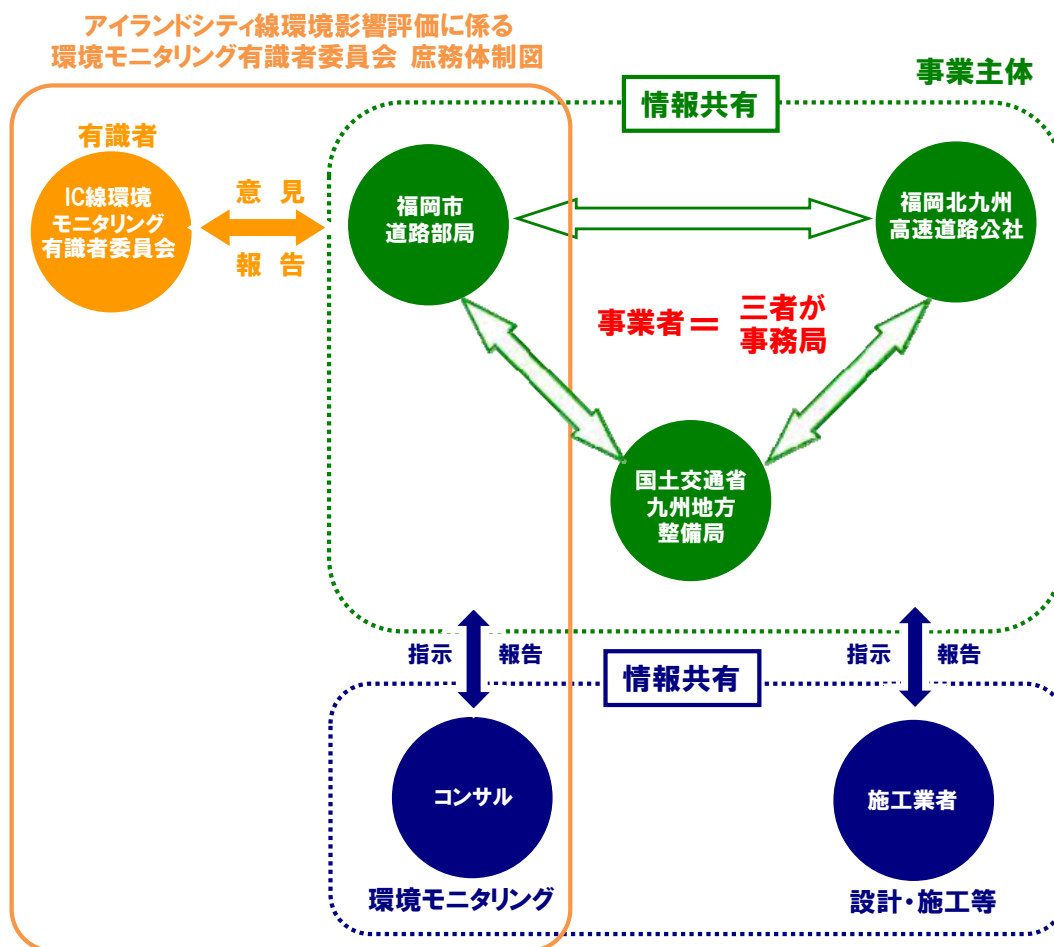 アイランドシティ線環境影響評価に係る
環境モニタリング有識者委員会 庶務体制図
事業主体
情報共有
有識者
IC線環境
モニタリング
有識者委員会
意 見
報 告
福岡市
道路部局
福岡北九州
高速道路公社
事業者＝
三者が
事務局
国土交通省
九州地方
整備局
指示
報告
指示
報告
情報共有
コンサル
施工業者
環境モニタリング
設計・施工等